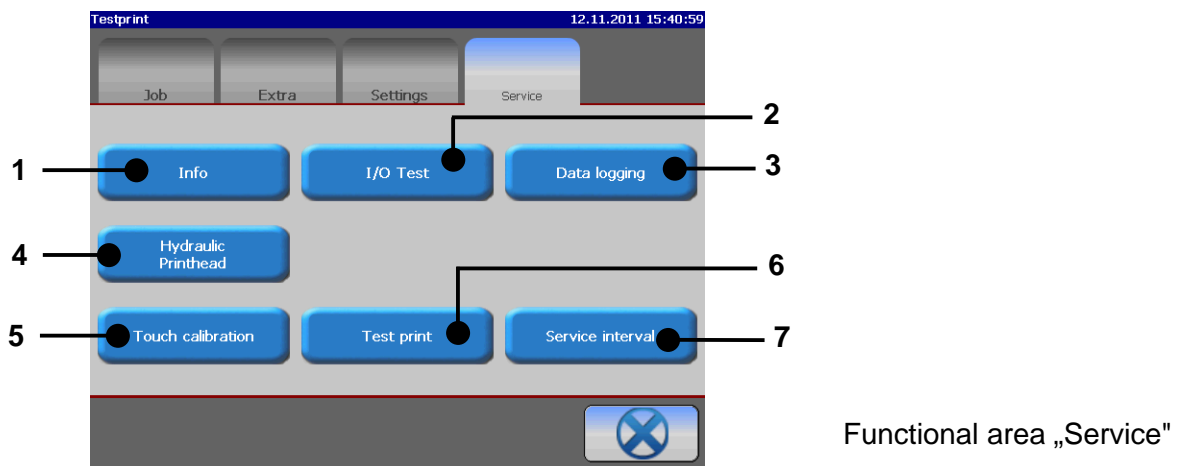 Testprint 12.11.2011 15:40:59
Job Extra Settings Service
2
1 Info I/O Test Data logging 3
4 Hydraulic
Printhead
6
5 Touch calibration Test print Service interval 7
Functional area „Service"